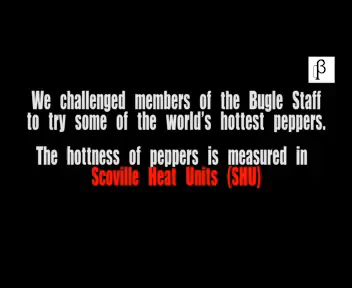 β
We challenged members of the Bugle Staff
to try some of the world's hottest peppers.
The hottness of peppers is measured in
Scoville Heat Units (SHU)